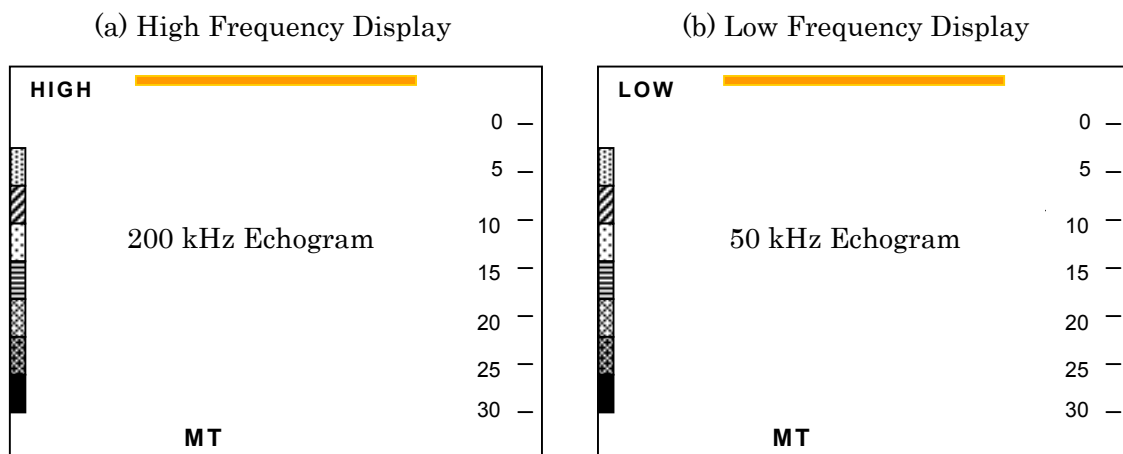 (a) High Frequency Display
HIGH
0
5
10
200 kHz Echogram
15
20
25
30
MT
(b) Low Frequency Display
LOW
0
5
10
50 kHz Echogram
15
20
25
30
MT